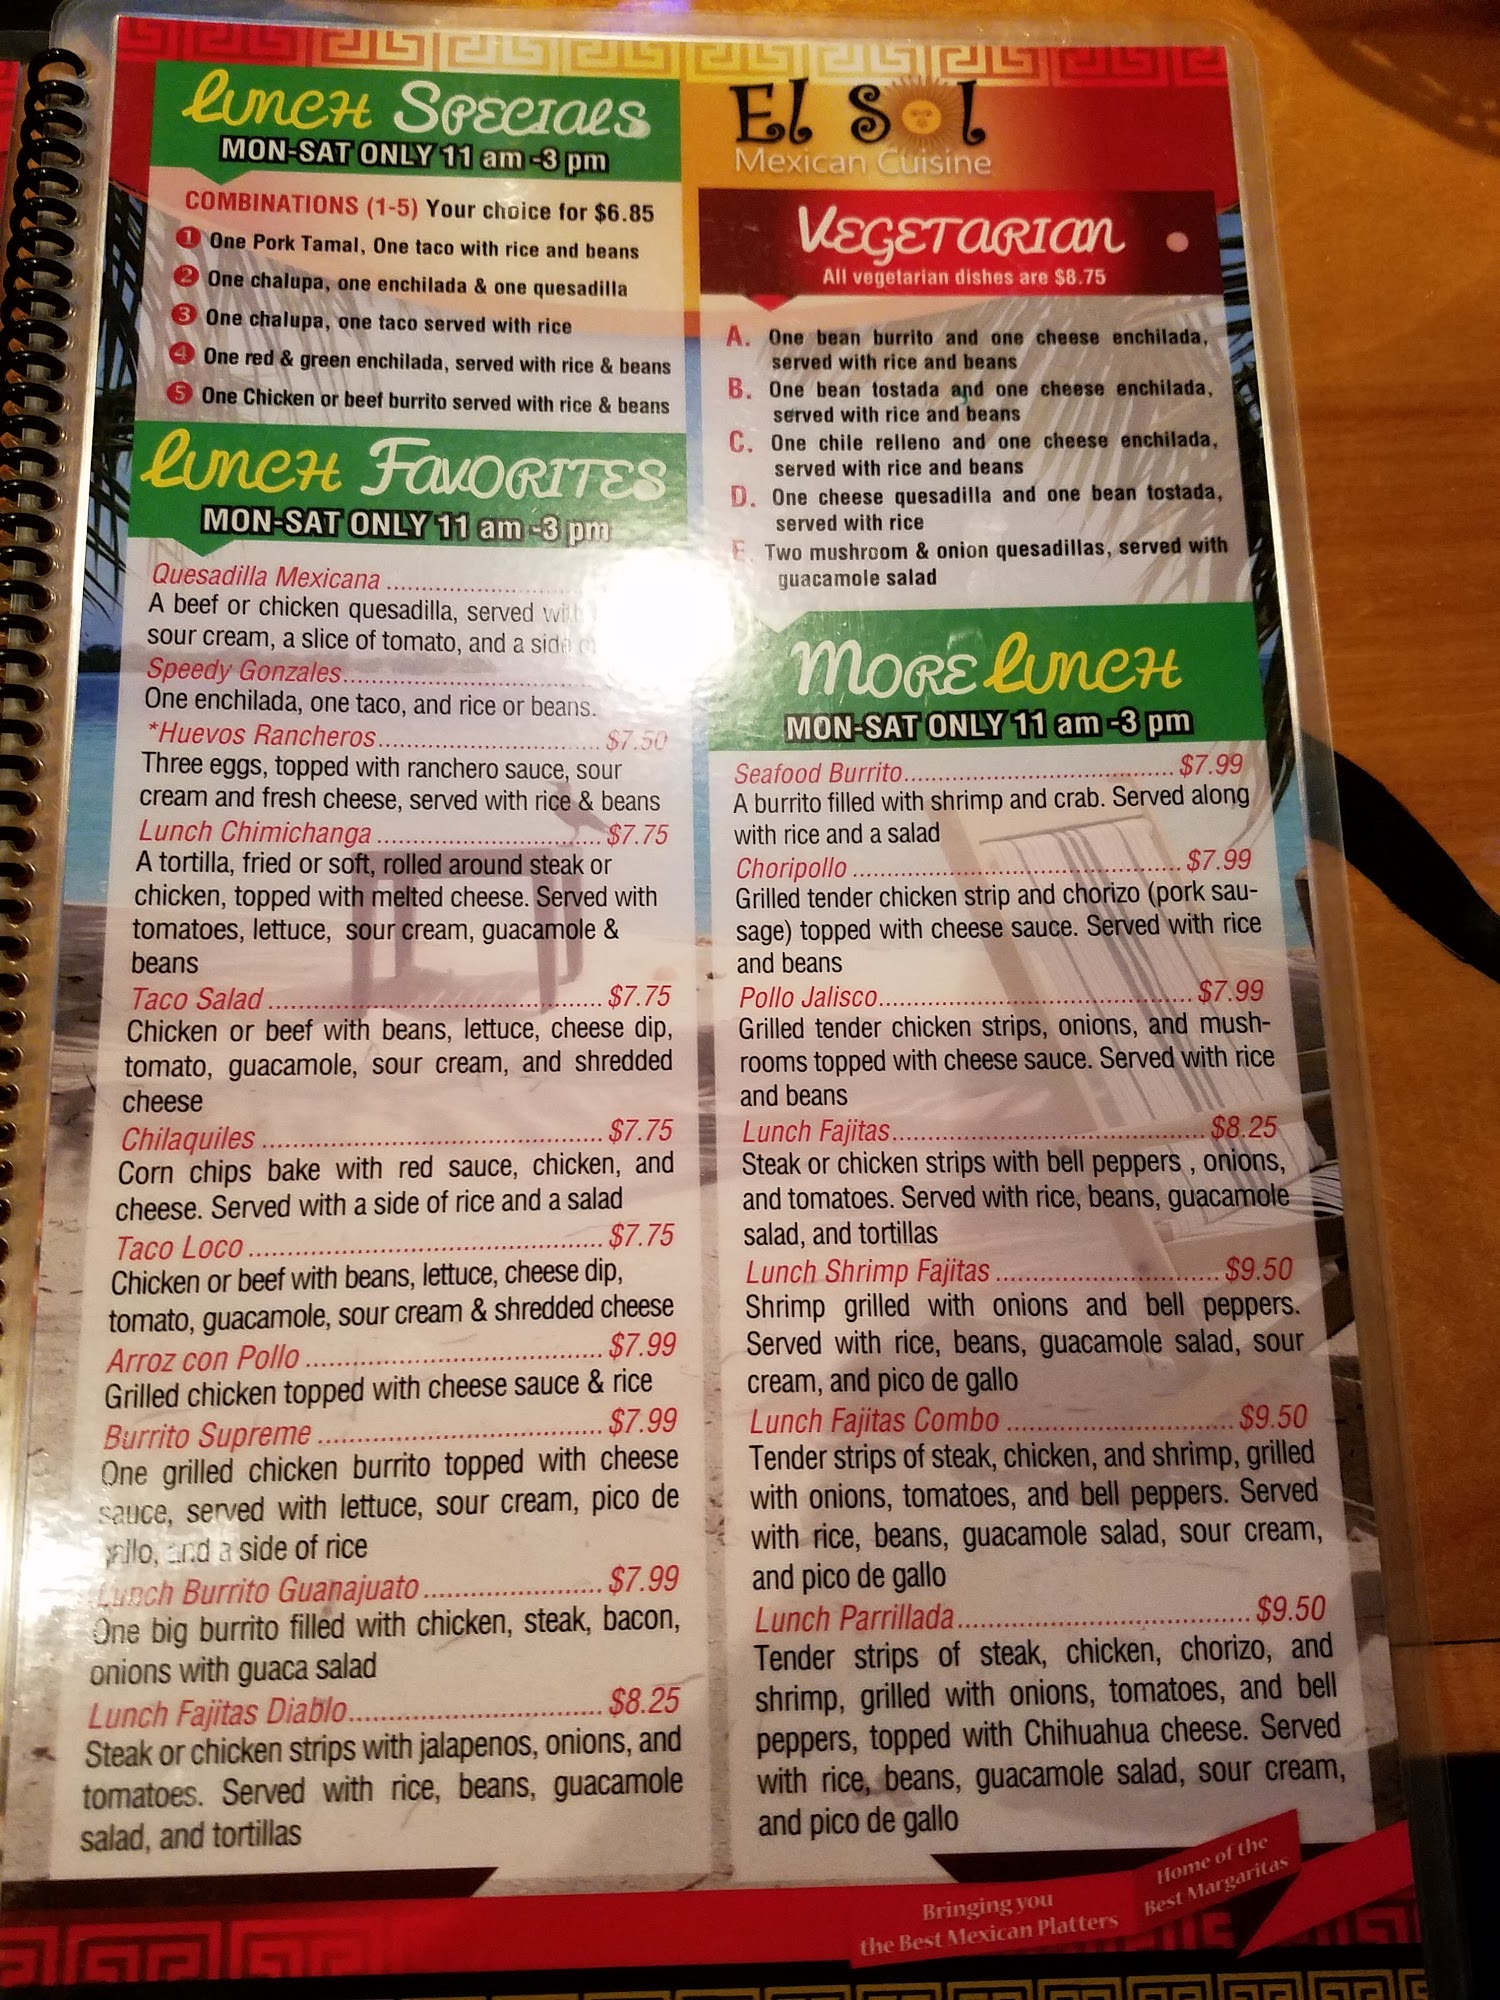 Lunch Specials
MON-SAT ONLY 11 am -3 pm
COMBINATIONS (1-5) Your choice for $6.85
1 One Pork Tamal, One taco with rice and beans
2 One chalupa, one enchilada & one quesadilla
3 One chalupa, one taco served with rice
4 One red & green enchilada, served with rice & beans
5 One Chicken or beef burrito served with rice & beans
Lunch Favorites
MON-SAT ONLY 11 am -3 pm
Quesadilla Mexicana
A beef or chicken quesadilla, served with
sour cream, a slice of tomato, and a side
Speedy Gonzales
One enchilada, one taco, and rice or beans.
*Huevos Rancheros $7.50
Three eggs, topped with ranchero sauce, sour
cream and fresh cheese, served with rice & beans
Lunch Chimichanga $7.75
A tortilla, fried or soft, rolled around steak or
chicken, topped with melted cheese. Served with
tomatoes, lettuce, sour cream, guacamole &
beans
Taco Salad $7.75
Chicken or beef with beans, lettuce, cheese dip,
tomato, guacamole, sour cream, and shredded
cheese
Chilaquiles $7.75
Corn chips bake with red sauce, chicken, and
cheese. Served with a side of rice and a salad
Taco Loco $7.75
Chicken or beef with beans, lettuce, cheese dip,
tomato, guacamole, sour cream & shredded cheese
Arroz con Pollo $7.99
Grilled chicken topped with cheese sauce & rice
Burrito Supreme $7.99
One grilled chicken burrito topped with cheese
sauce, served with lettuce, sour cream, pico de
gallo, and a side of rice
Lunch Burrito Guanajuato $7.99
One big burrito filled with chicken, steak, bacon,
onions with guaca salad
Lunch Fajitas Diablo $8.25
Steak or chicken strips with jalapenos, onions, and
tomatoes. Served with rice, beans, guacamole
salad, and tortillas
El Sol
Mexican Cuisine
Vegetarian
All vegetarian dishes are $8.75
A. One bean burrito and one cheese enchilada,
served with rice and beans
B. One bean tostada and one cheese enchilada,
served with rice and beans
C. One chile relleno and one cheese enchilada,
served with rice and beans
D. One cheese quesadilla and one bean tostada,
served with rice
E. Two mushroom & onion quesadillas, served with
guacamole salad
More Lunch
MON-SAT ONLY 11 am -3 pm
Seafood Burrito $7.99
A burrito filled with shrimp and crab. Served along
with rice and a salad
Choripollo $7.99
Grilled tender chicken strip and chorizo (pork sau-
sage) topped with cheese sauce. Served with rice
and beans
Pollo Jalisco $7.99
Grilled tender chicken strips, onions, and mush-
rooms topped with cheese sauce. Served with rice
and beans
Lunch Fajitas $8.25
Steak or chicken strips with bell peppers , onions,
and tomatoes. Served with rice, beans, guacamole
salad, and tortillas
Lunch Shrimp Fajitas $9.50
Shrimp grilled with onions and bell peppers.
Served with rice, beans, guacamole salad, sour
cream, and pico de gallo
Lunch Fajitas Combo $9.50
Tender strips of steak, chicken, and shrimp, grilled
with onions, tomatoes, and bell peppers. Served
with rice, beans, guacamole salad, sour cream,
and pico de gallo
Lunch Parrillada $9.50
Tender strips of steak, chicken, chorizo, and
shrimp, grilled with onions, tomatoes, and bell
peppers, topped with Chihuahua cheese. Served
with rice, beans, guacamole salad, sour cream,
and pico de gallo
Bringing you
the Best Mexican Platters
Home of the
Best Margaritas